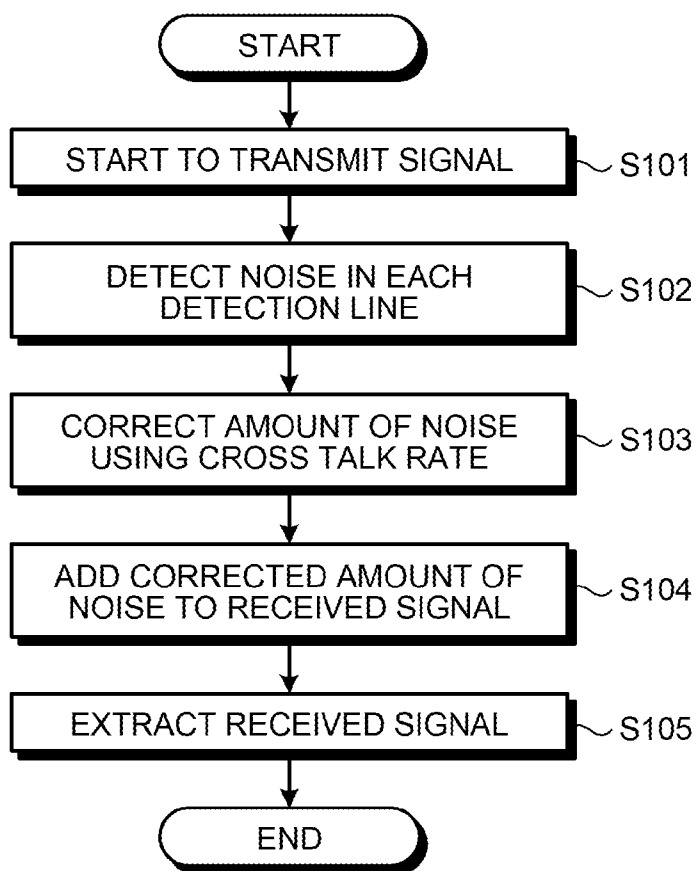 START
START TO TRANSMIT SIGNAL
S101
DETECT NOISE IN EACH
DETECTION LINE
S102
CORRECT AMOUNT OF NOISE
USING CROSS TALK RATE
S103
ADD CORRECTED AMOUNT OF
NOISE TO RECEIVED SIGNAL
S104
EXTRACT RECEIVED SIGNAL
S105
END